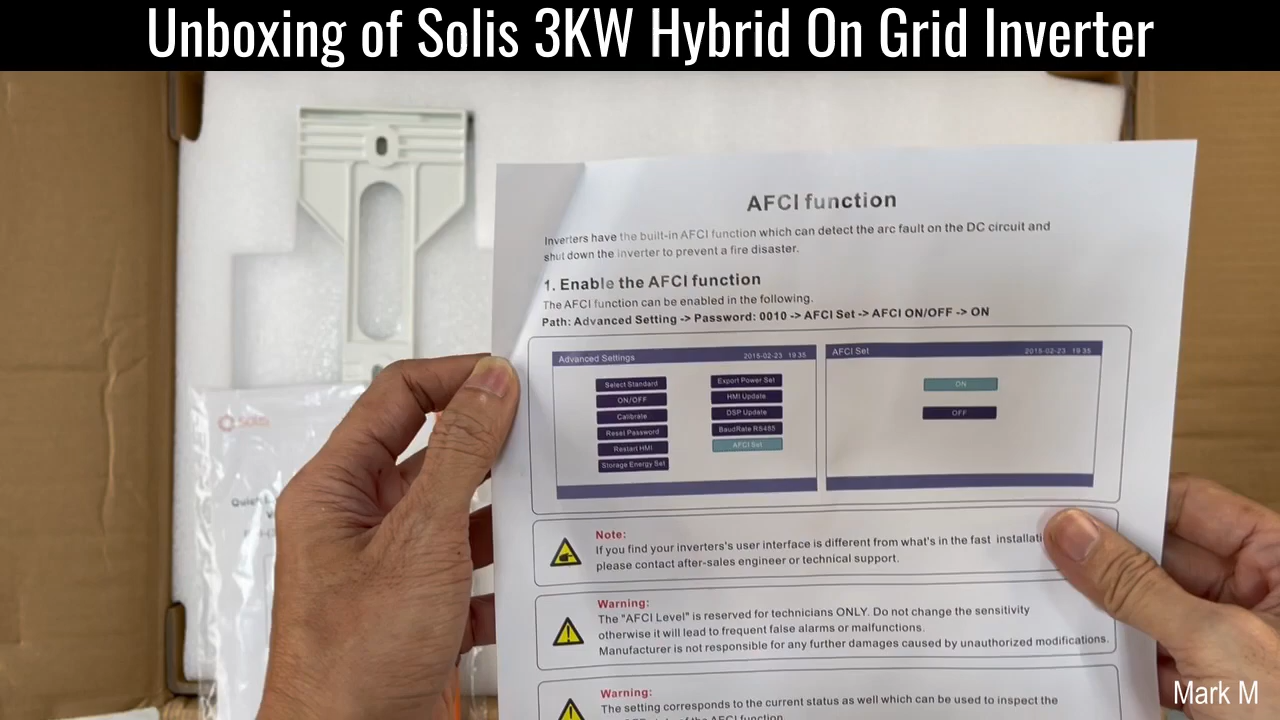 Unboxing of Solis 3KW Hybrid On Grid Inverter
AFCI function
Inverters have the built-in AFCI function which can detect the arc fault on the DC circuit and
shut down the inverter to prevent a fire disaster.
1. Enable the AFCI function
The AFCI function can be enabled in the following.
Path: Advanced Setting -> Password: 0010 -> AFCI Set -> AFCI ON/OFF -> ON
Advanced Settings 2015-02-23 19 35
Select Standard
ON/OFF
Calibrate
Reset Password
Restart HMI
Storage Energy Set
Export Power Set
HMI Update
DSP Update
BaudRate RS485
AFCI Set
AFCI Set 2015-02-23 19 35
ON
OFF
Note:
If you find your inverters's user interface is different from what's in the fast
please contact after-sales engineer or technical support.
Warning:
The "AFCI Level" is reserved for technicians ONLY. Do not change the sensitivity
otherwise it will lead to frequent false alarms or malfunctions.
Manufacturer is not responsible for any further damages caused by unauthorized modifications.
Warning:
The setting corresponds to the current status as well which can be used to inspect the
of the AFCI function
solis
Mark M